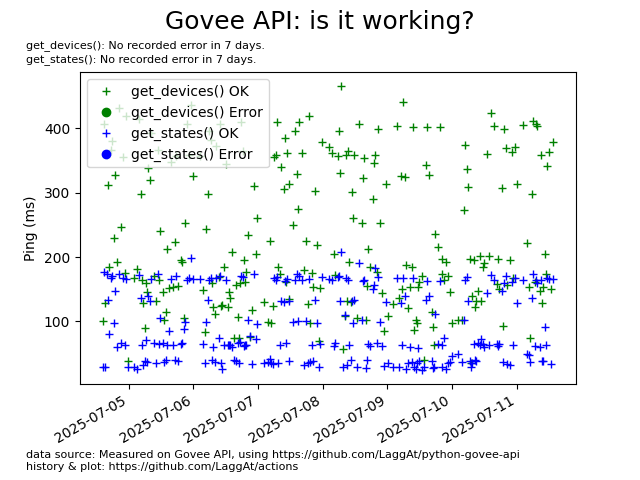 Govee API: is it working?
get_devices(): No recorded error in 7 days.
get_states(): No recorded error in 7 days.
get_devices() OK
get_devices() Error
get_states() OK
get_states() Error
Ping (ms)
400
300
200
100
2025-07-05
2025-07-06
2025-07-07
2025-07-08
2025-07-09
2025-07-10
2025-07-11
data source: Measured on Govee API, using https://github.com/LaggAt/python-govee-api
history & plot: https://github.com/LaggAt/actions